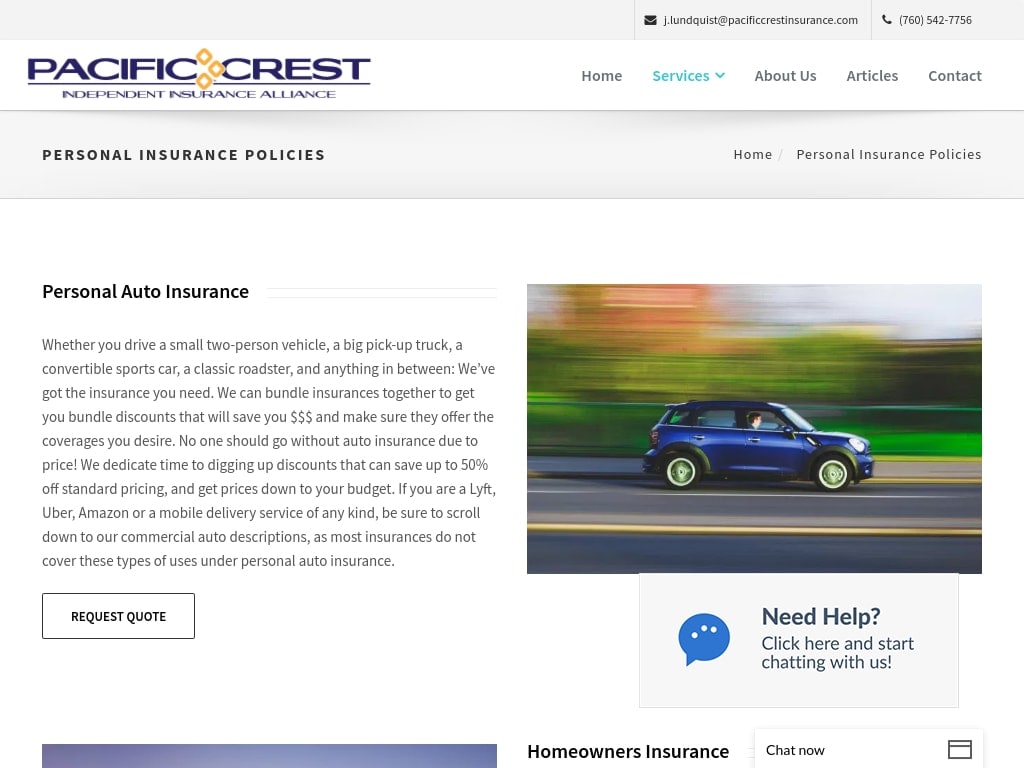 j.lundquist@pacificcrestinsurance.com
(760) 542-7756
PACIFIC CREST
INDEPENDENT INSURANCE ALLIANCE
Home
Services
About Us
Articles
Contact
PERSONAL INSURANCE POLICIES
Home / Personal Insurance Policies
Personal Auto Insurance
Whether you drive a small two-person vehicle, a big pick-up truck, a
convertible sports car, a classic roadster, and anything in between: We've
got the insurance you need. We can bundle insurances together to get
you bundle discounts that will save you $$$ and make sure they offer the
coverages you desire. No one should go without auto insurance due to
price! We dedicate time to digging up discounts that can save up to 50%
off standard pricing, and get prices down to your budget. If you are a Lyft,
Uber, Amazon or a mobile delivery service of any kind, be sure to scroll
down to our commercial auto descriptions, as most insurances do not
cover these types of uses under personal auto insurance.
REQUEST QUOTE
Need Help?
Click here and start
chatting with us!
Homeowners Insurance
Chat now